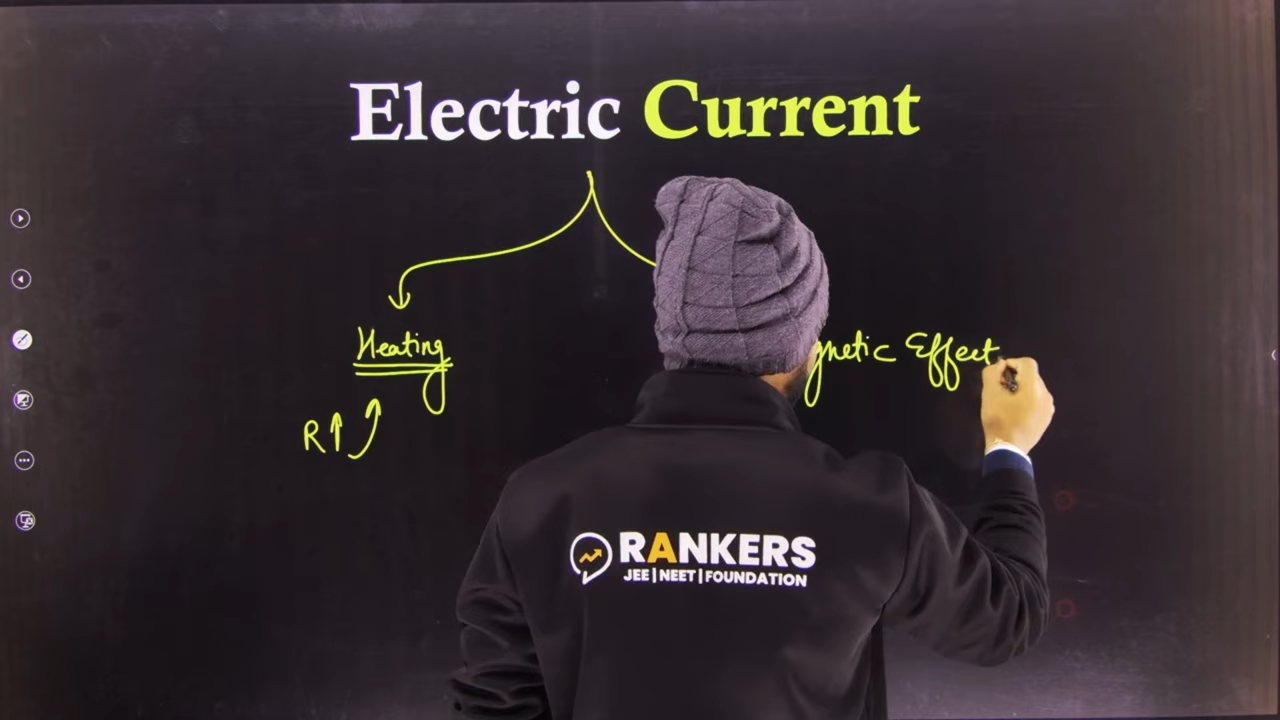 Electric Current
Heating
gnetic Effect
R↑
RANKERS
JEE | NEET | FOUNDATION